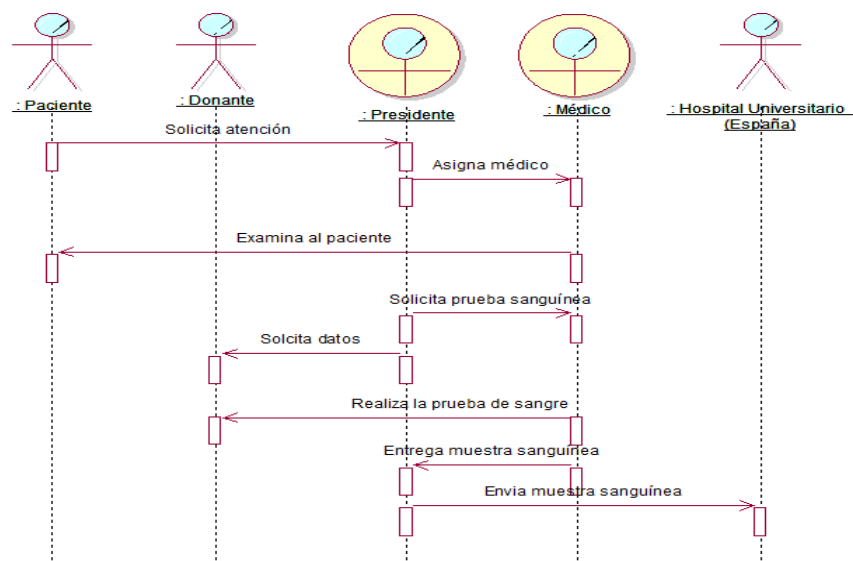 : Paciente
: Donante
: Presidente
: Médico
: Hospital Universitario
(España)
Solicita atención
Asigna médico
Examina al paciente
Solicita prueba sanguínea
Solcita datos
Realiza la prueba de sangre
Entrega muestra sanguínea
Envia muestra sanguínea